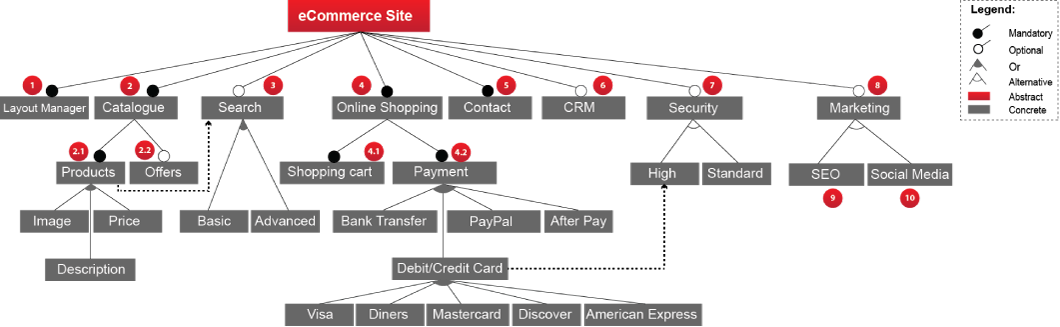 eCommerce Site
Legend:
Mandatory
Optional
Or
Alternative
Abstract
Concrete
1
2
3
4
5
6
7
8
Layout Manager
Catalogue
Search
Online Shopping
Contact
CRM
Security
Marketing
2.1
2.2
4.1
4.2
Products
Offers
Shopping cart
Payment
High
Standard
SEO
Social Media
9
10
Image
Price
Basic
Advanced
Bank Transfer
PayPal
After Pay
Description
Debit/Credit Card
Visa
Diners
Mastercard
Discover
American Express